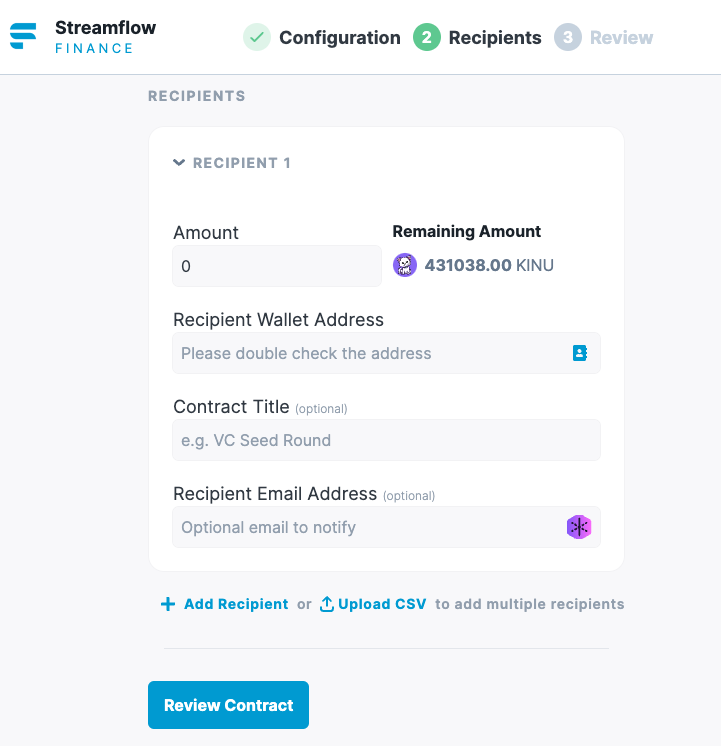 Streamflow
FINANCE
Configuration 2 Recipients 3 Review
RECIPIENTS
RECIPIENT 1
Amount
0
Remaining Amount
431038.00 KINU
Recipient Wallet Address
Please double check the address
Contract Title (optional)
e.g. VC Seed Round
Recipient Email Address (optional)
Optional email to notify
Add Recipient or Upload CSV to add multiple recipients
Review Contract